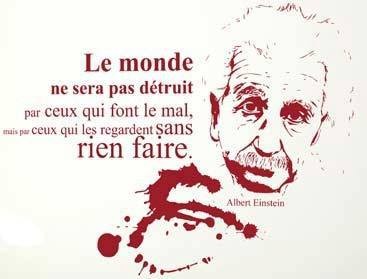 Le monde
ne sera pas détruit
par ceux qui font le mal,
mais par ceux qui les regardent sans
rien faire.
Albert Einstein